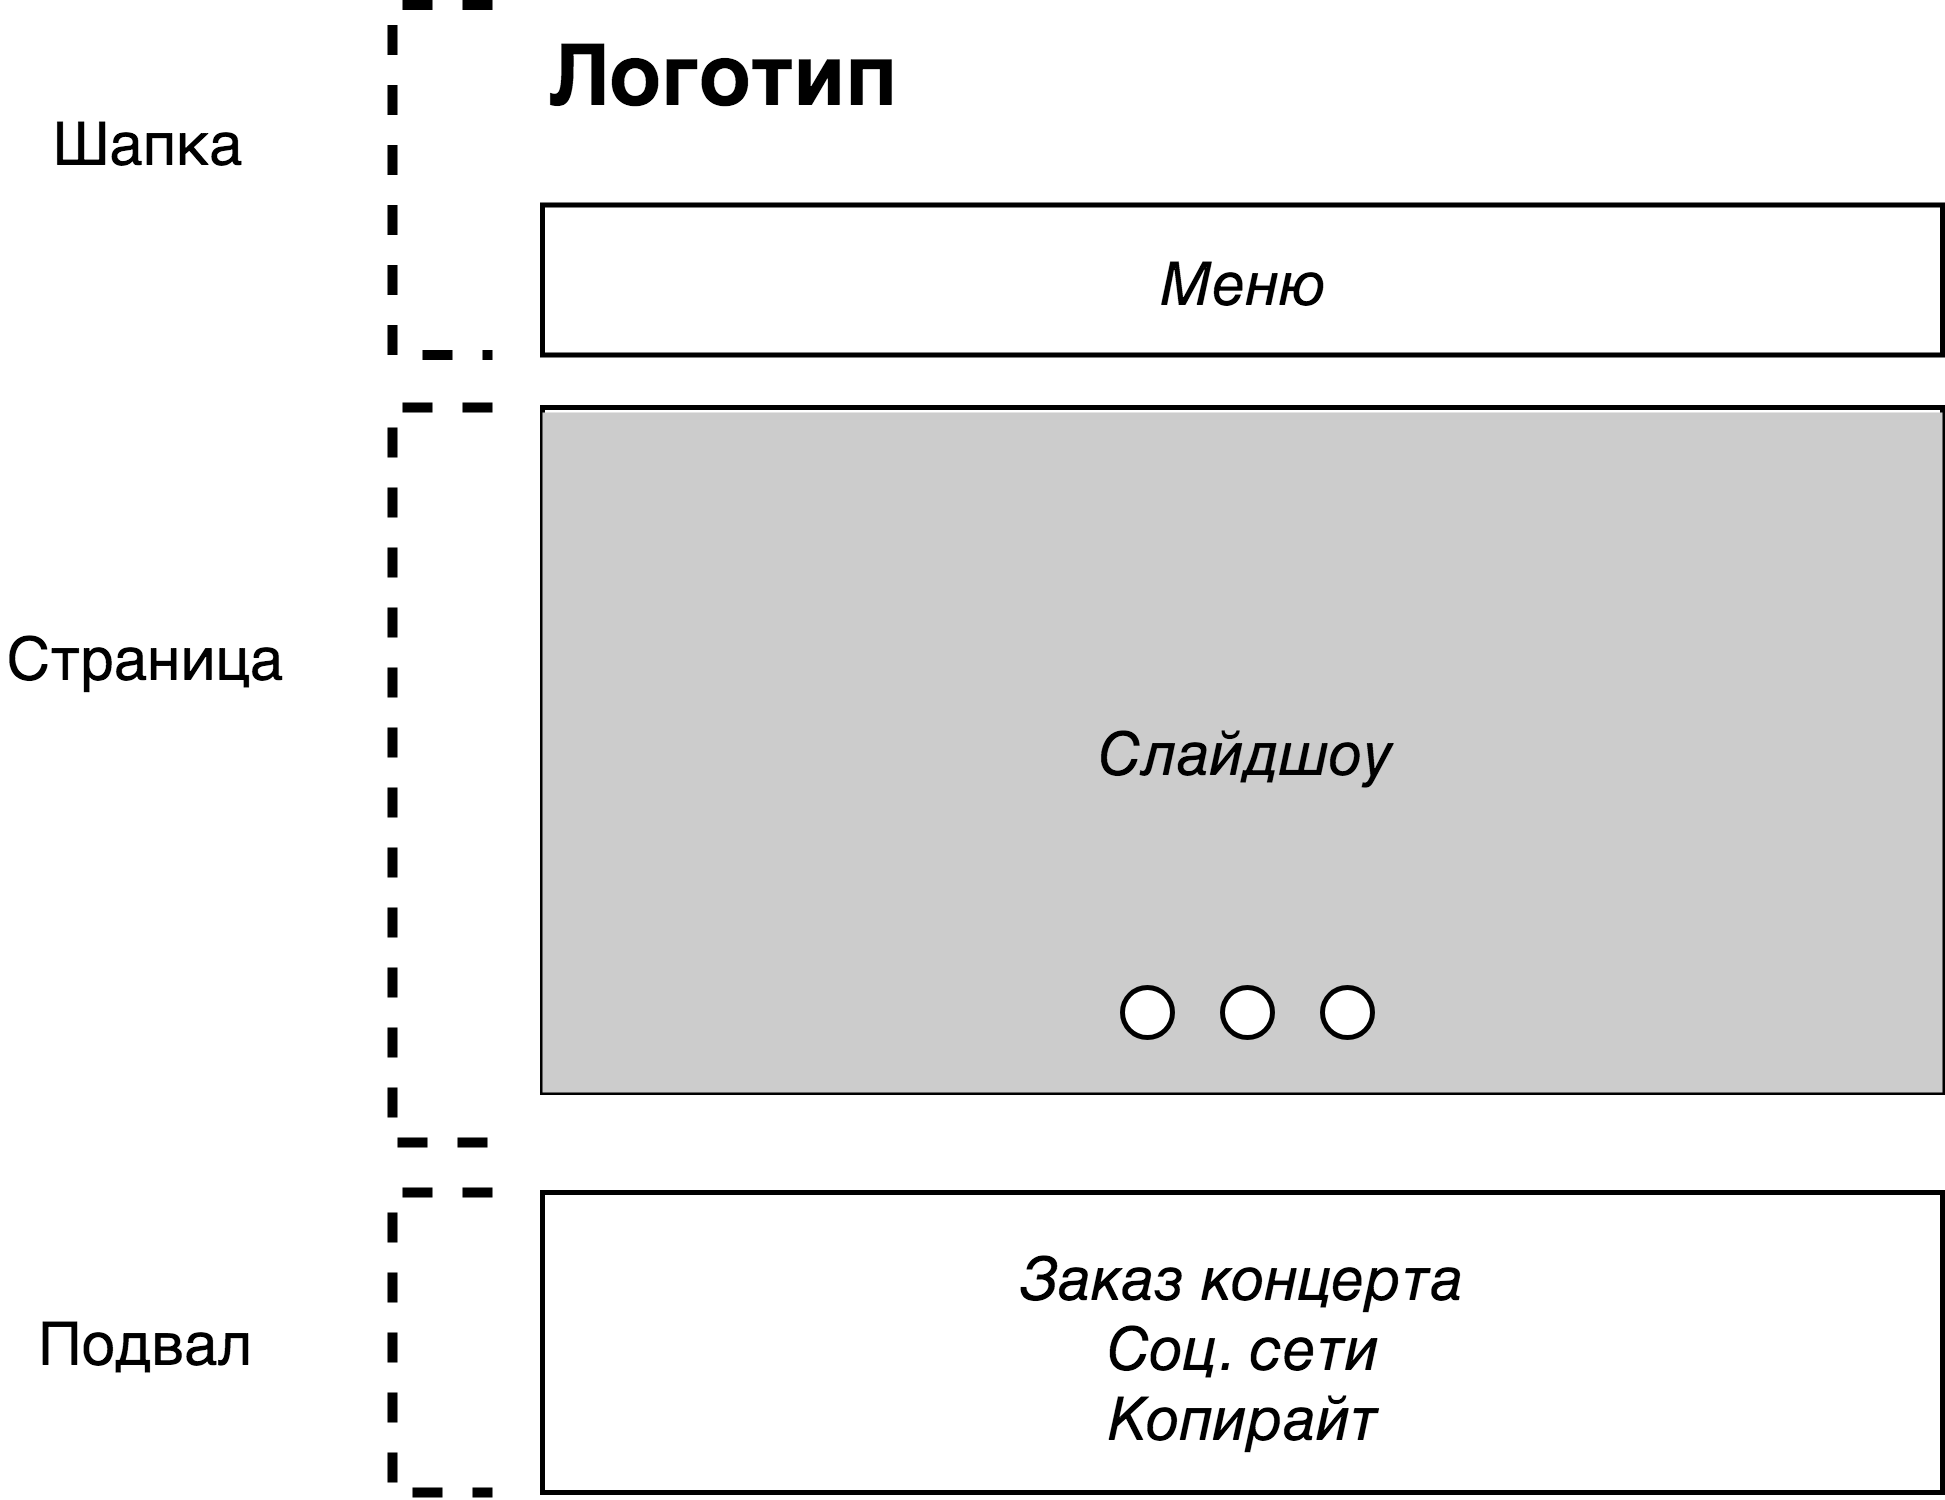 Шапка
Логотип
Меню
Страница
Слайдшоу
Подвал
Заказ концерта
Соц. сети
Копирайт